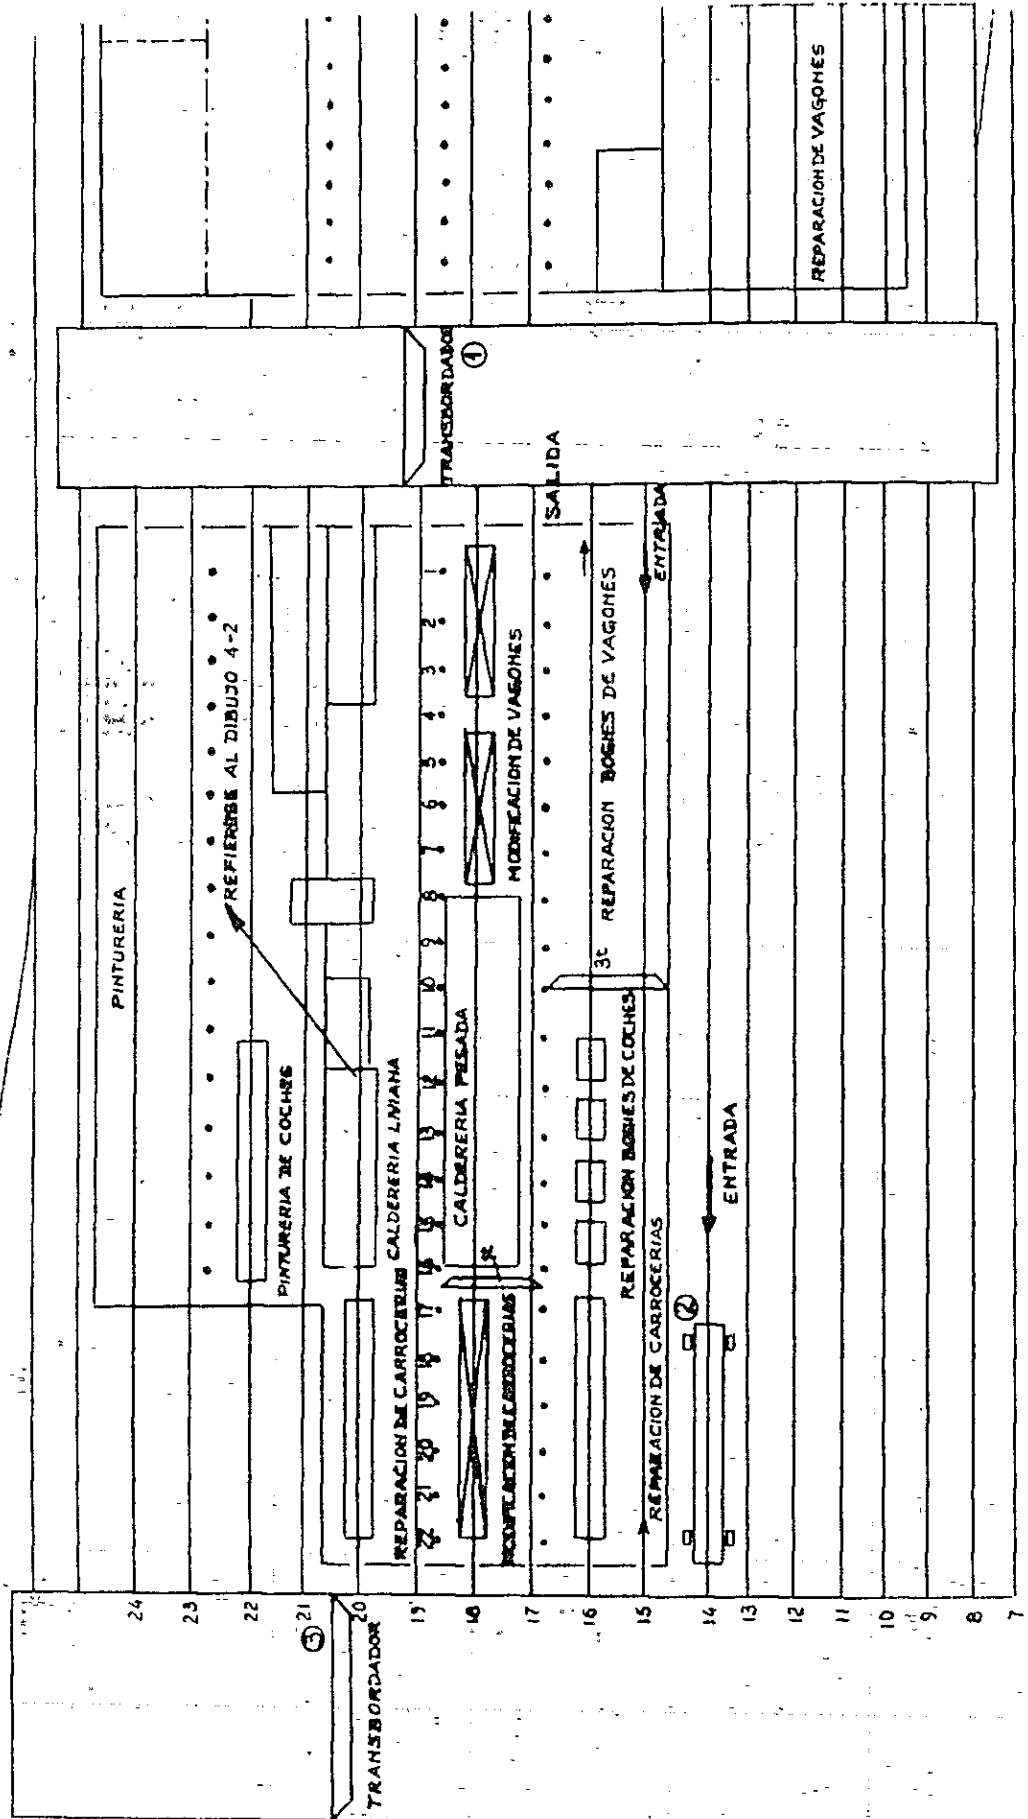 TRANSBORDADOR
③
24
23
22
21
20
19
18
17
16
15
14
13
12
11
10
9
8
7
PINTURERIA
REFIERESE AL DIBUJO 4-2
PINTURERIA DE COCHES
CALDERERIA LIVIANA
REPARACION DE CARROCERIAS
22 21 20 19 18 17 16 15 14 13 12 11 10 9 8 7 6 5 4 3 2 1
CALDERERIA PESADA
MODIFICACION DE CARROCERIAS
MODIFICACION DE VAGONES
3t
REPARACION BOGIES DE VAGONES
REPARACION BOGIES DE COCHES
REPARACION DE CARROCERIAS
SALIDA
ENTRADA
②
ENTRADA
TRANSBORDADOR
①
REPARACION DE VAGONES